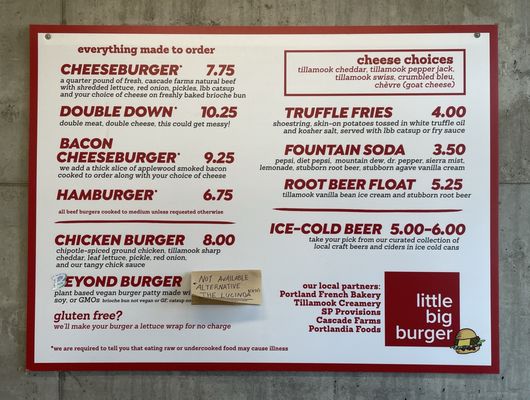 everything made to order
CHEESEBURGER* 7.75
a quarter pound of fresh, cascade farms natural beef
with shredded lettuce, red onion, pickles, lbb catsup
and your choice of cheese on freshly baked brioche bun
DOUBLE DOWN* 10.25
double meat, double cheese, this could get messy!
BACON
CHEESEBURGER* 9.25
we add a thick slice of applewood smoked bacon
cooked to order along with your choice of cheese
HAMBURGER* 6.75
all beef burgers cooked to medium unless requested otherwise
CHICKEN BURGER 8.00
chipotle-spiced ground chicken, tillamook sharp
cheddar, leaf lettuce, pickle, red onion,
and our tangy chick sauce
BEYOND BURGER
plant based vegan burger patty made wi
soy, or GMOs brioche bun not vegan or GF, catsup no
NOT AVAILABLE
ALTERNATIVE
THE LUCINDA
gluten free?
we'll make your burger a lettuce wrap for no charge
*we are required to tell you that eating raw or undercooked food may cause illness
cheese choices
tillamook cheddar, tillamook pepper jack,
tillamook swiss, crumbled bleu,
chèvre (goat cheese)
TRUFFLE FRIES 4.00
shoestring, skin-on potatoes tossed in white truffle oil
and kosher salt, served with lbb catsup or fry sauce
FOUNTAIN SODA 3.50
pepsi, diet pepsi, mountain dew, dr. pepper, sierra mist,
lemonade, stubborn root beer, stubborn agave vanilla cream
ROOT BEER FLOAT 5.25
tillamook vanilla bean ice cream and stubborn root beer
ICE-COLD BEER 5.00-6.00
take your pick from our curated collection of
local craft beers and ciders in ice cold cans
our local partners:
Portland French Bakery
Tillamook Creamery
SP Provisions
Cascade Farms
Portlandia Foods
little
big
burger